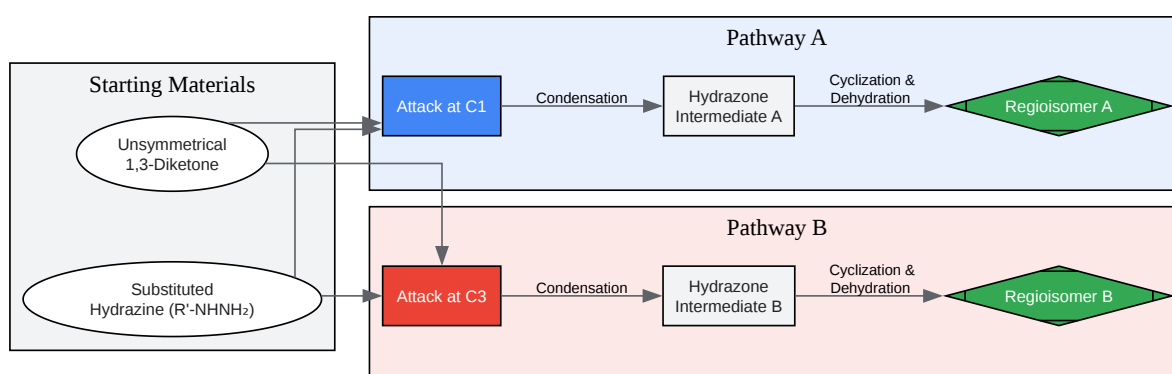 Starting Materials
Unsymmetrical
1,3-Diketone
Substituted
Hydrazine (R'-NHNH₂)
Pathway A
Attack at C1
Condensation
Hydrazone
Intermediate A
Cyclization &
Dehydration
Regioisomer A
Pathway B
Attack at C3
Condensation
Hydrazone
Intermediate B
Cyclization &
Dehydration
Regioisomer B